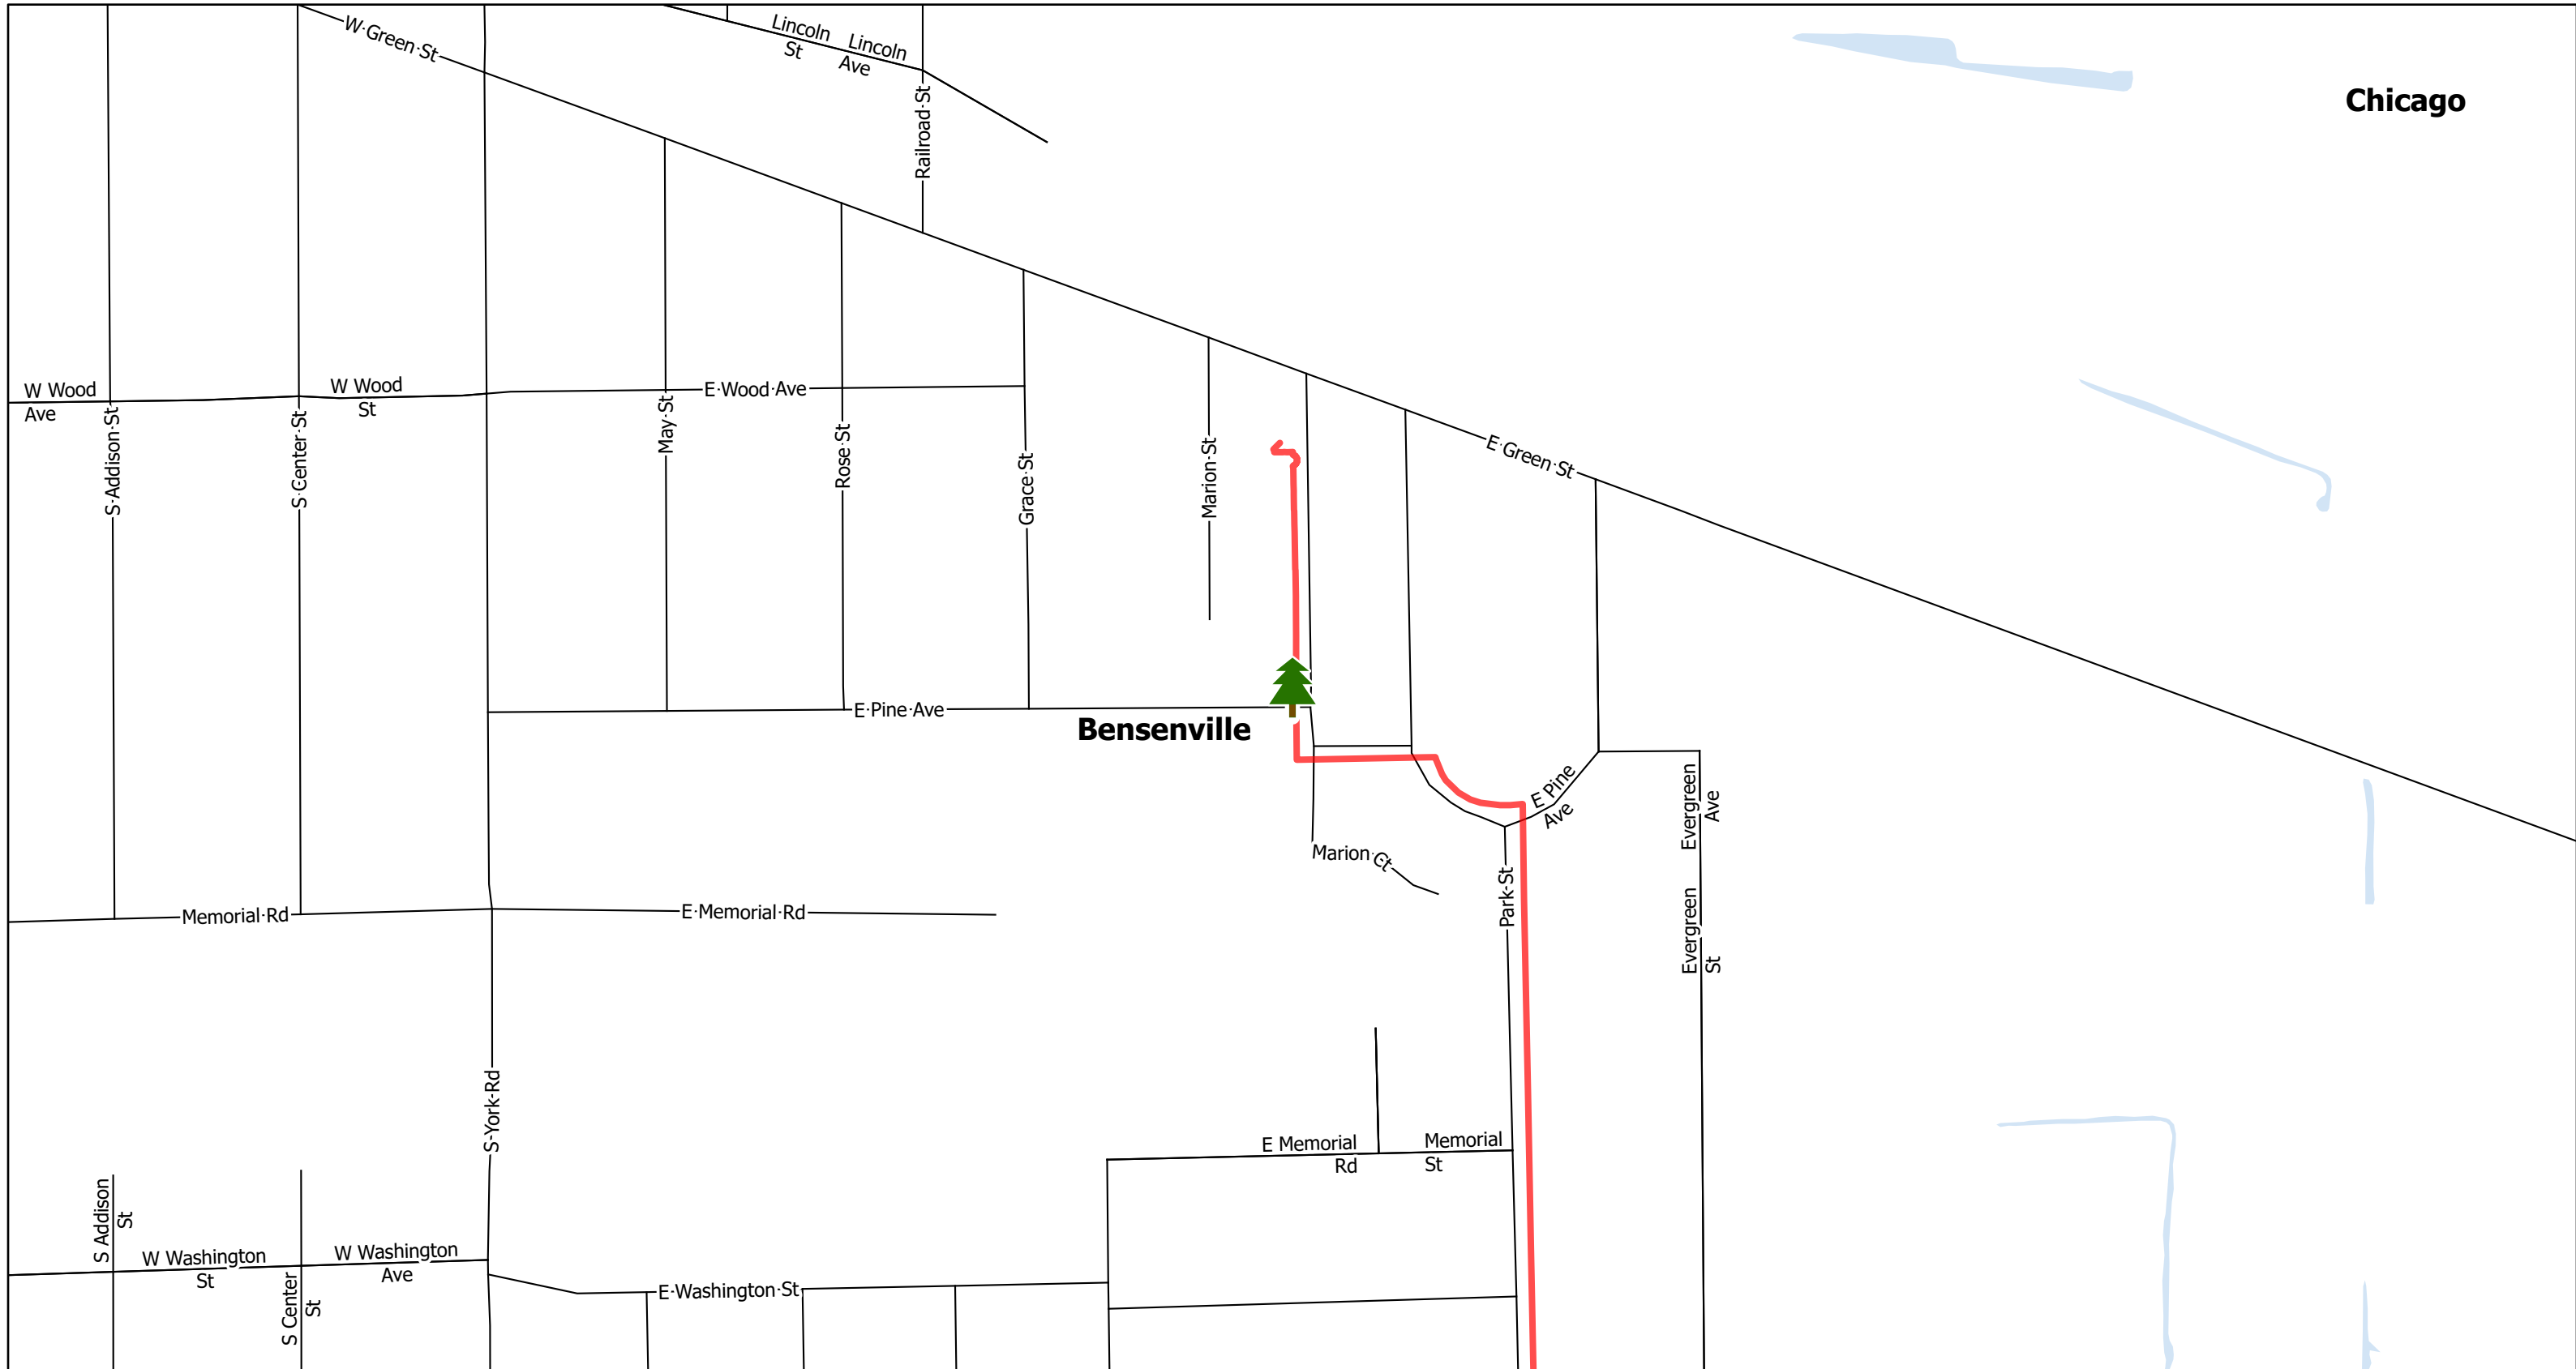 W Green St
Lincoln
St
Lincoln
Ave
Chicago
Railroad St
W Wood
Ave
W Wood
St
E Wood Ave
S Addison St
S Center St
May St
Rose St
Grace St
Marion St
E Green St
E Pine Ave
Bensenville
E Pine
Ave
Evergreen
Ave
Marion Ct
Park St
Evergreen
St
Memorial Rd
E Memorial Rd
S York Rd
E Memorial
Rd
Memorial
St
S Addison
St
W Washington
St
W Washington
Ave
S Center
St
E Washington St